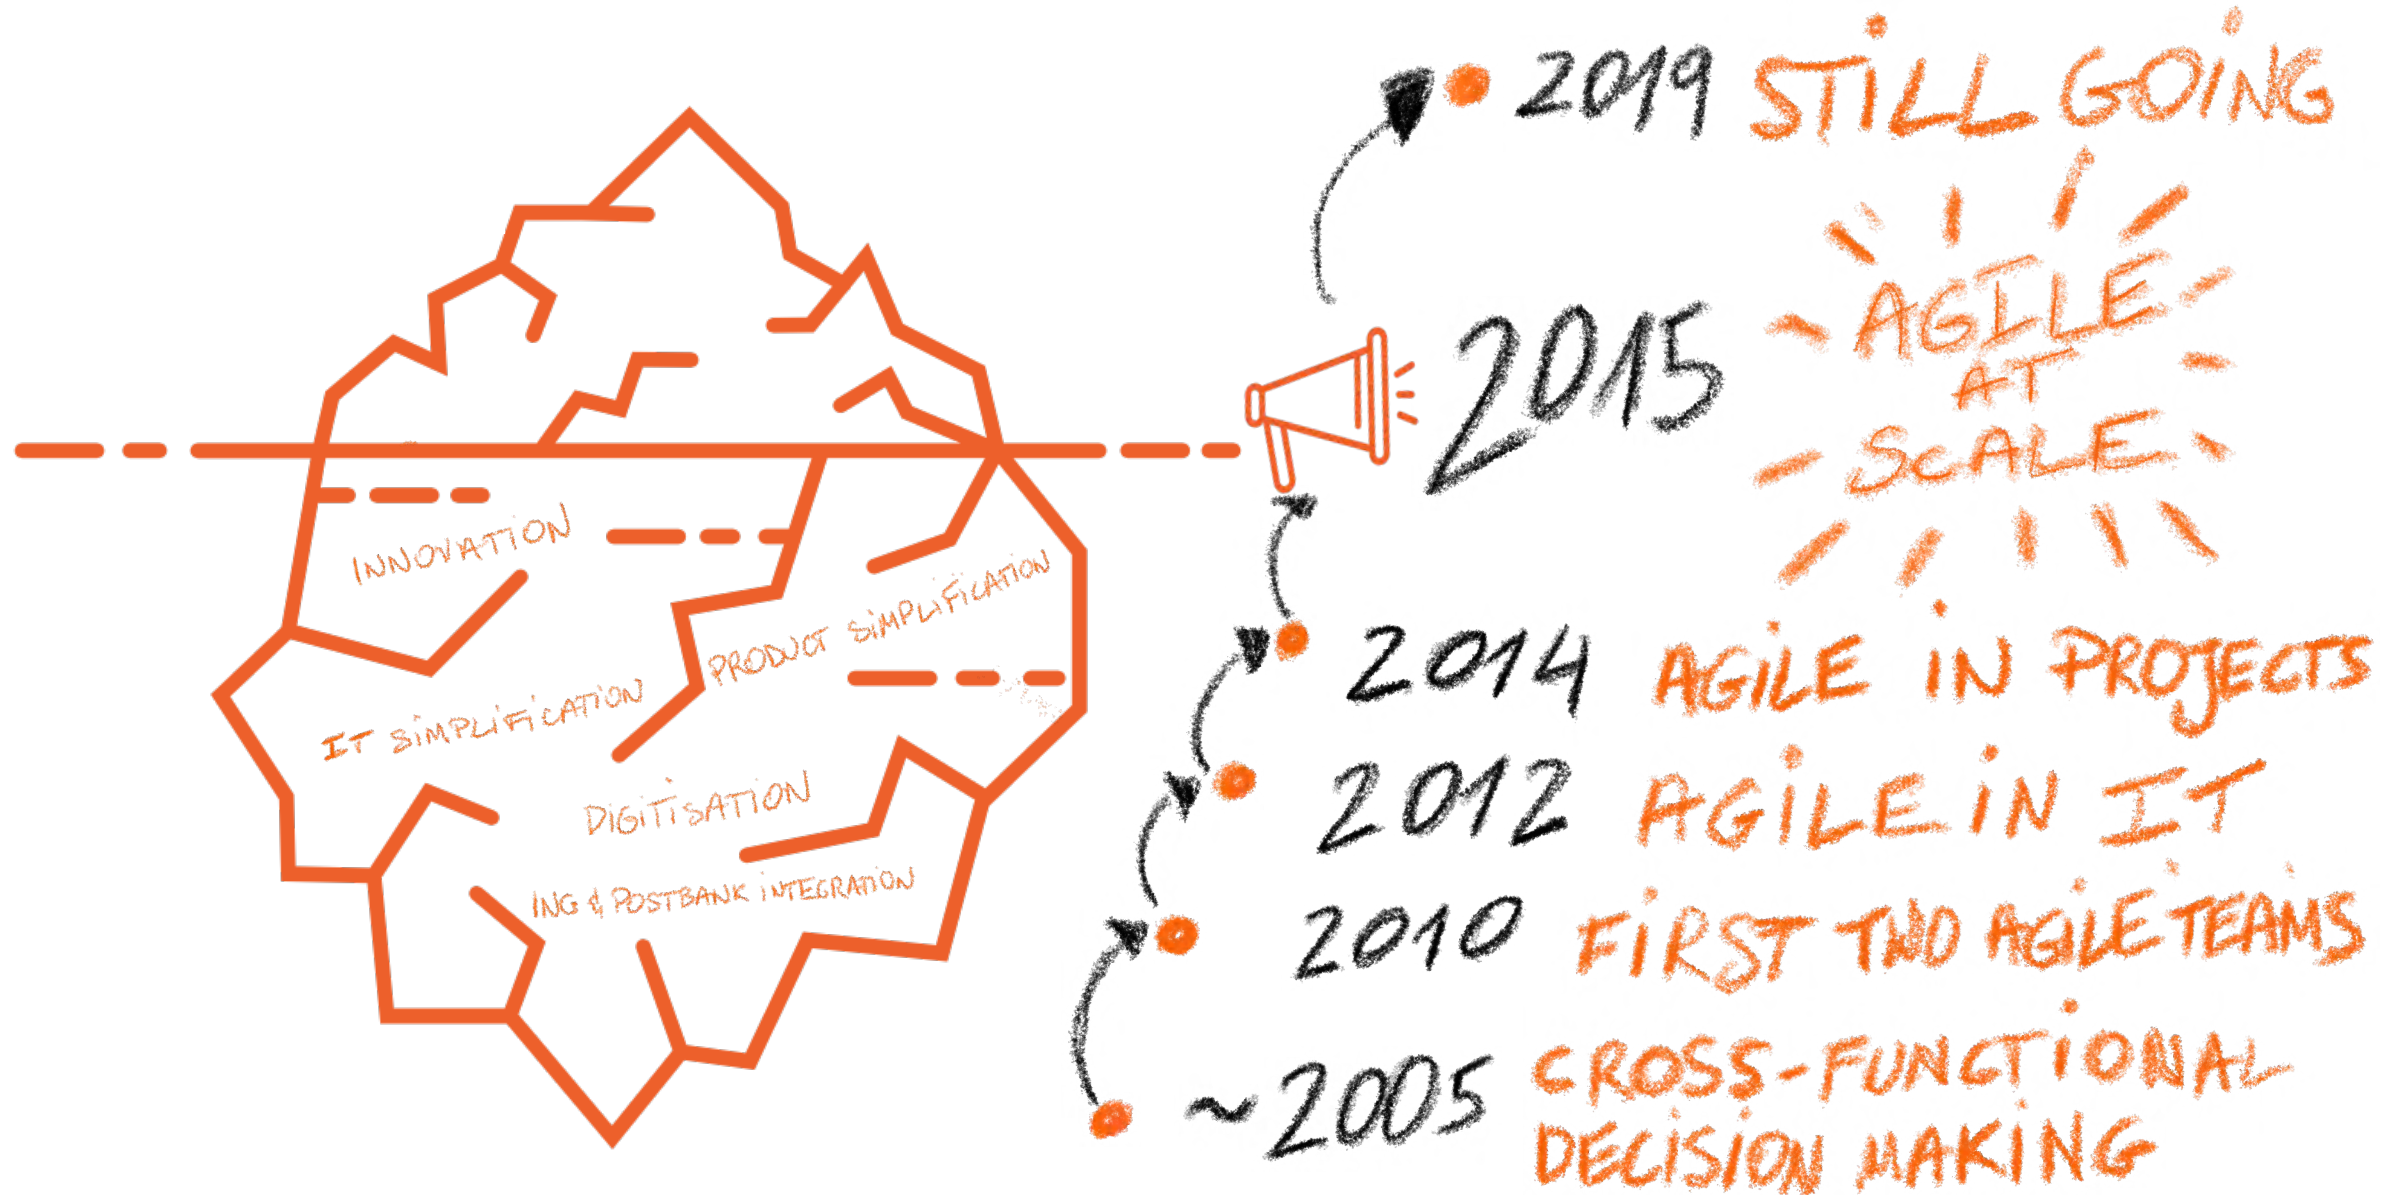 INNOVATION
PRODUCT SIMPLIFICATION
IT SIMPLIFICATION
DIGITISATION
ING & POSTBANK INTEGRATION
2019 STILL GOING
2015 AGILE
AT
SCALE
2014 AGILE IN PROJECTS
2012 AGILE IN IT
2010 FIRST TWO AGILE TEAMS
~2005 CROSS-FUNCTIONAL
DECISION MAKING